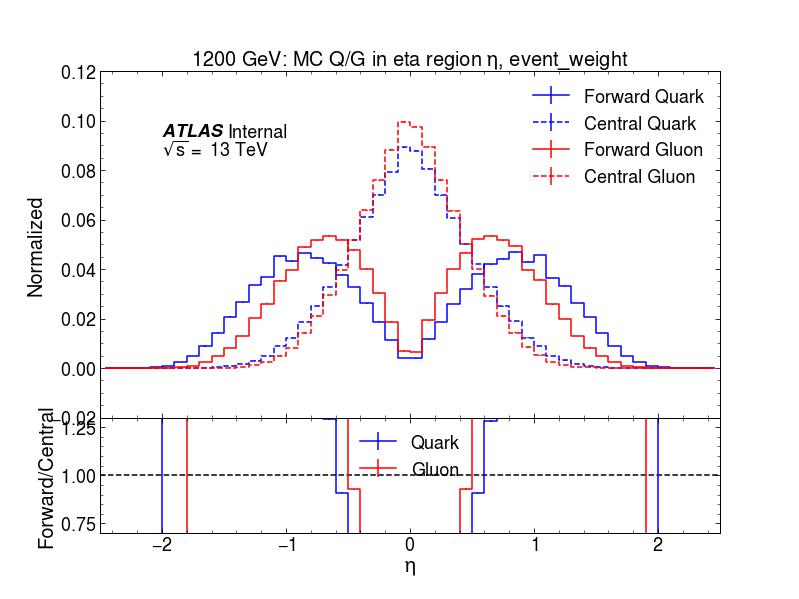 1200 GeV: MC Q/G in eta region η, event_weight
0.12
0.10
0.08
0.06
0.04
0.02
0.00
−0.02
Normalized
ATLAS Internal
√s = 13 TeV
Forward Quark
Central Quark
Forward Gluon
Central Gluon
1.25
1.00
0.75
Forward/Central
Quark
Gluon
−2
−1
0
1
2
η